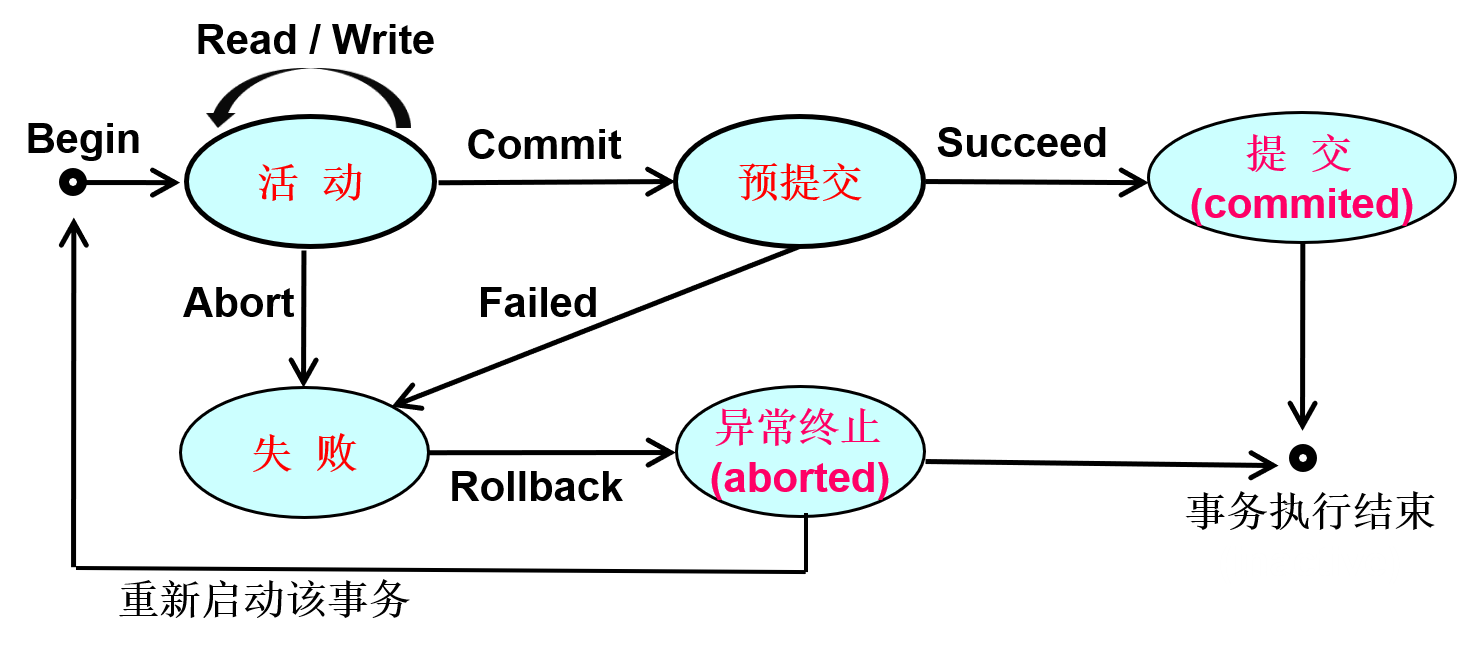 Read / Write
Begin
活 动
Commit
预提交
Succeed
提 交
(commited)
Abort
Failed
失 败
Rollback
异常终止
(aborted)
事务执行结束
重新启动该事务